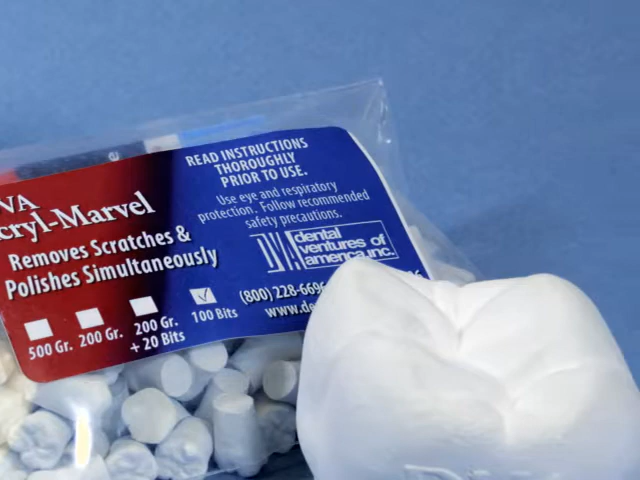 VA
cryl-Marvel
Removes Scratches &
Polishes Simultaneously
500 Gr.
200 Gr.
200 Gr.
+ 20 Bits
100 Bits
READ INSTRUCTIONS
THOROUGHLY
PRIOR TO USE.
Use eye and respiratory
protection. Follow recommended
safety precautions.
DVA
dental
ventures of
america,inc.
(800) 228-669
www.de